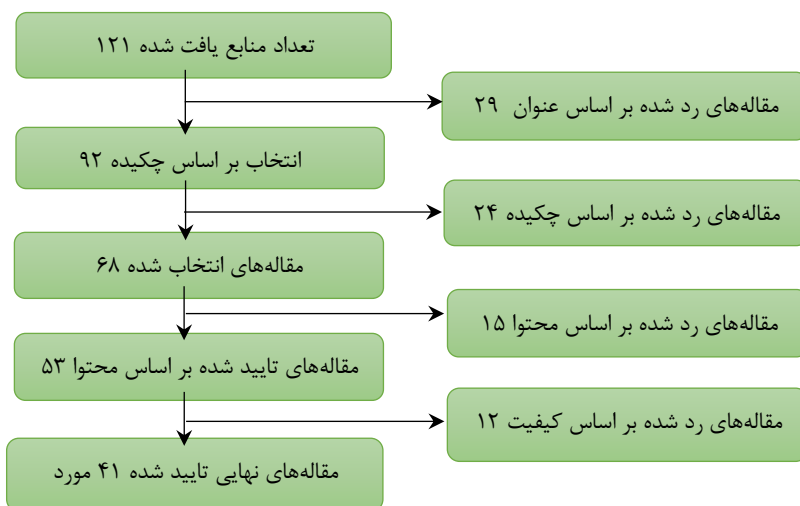 تعداد منابع یافت شده ۱۲۱
مقاله‌های رد شده بر اساس عنوان ۲۹
انتخاب بر اساس چکیده ۹۲
مقاله‌های رد شده بر اساس چکیده ۲۴
مقاله‌های انتخاب شده ۶۸
مقاله‌های رد شده بر اساس محتوا ۱۵
مقاله‌های تایید شده بر اساس محتوا ۵۳
مقاله‌های رد شده بر اساس کیفیت ۱۲
مقاله‌های نهایی تایید شده ۴۱ مورد